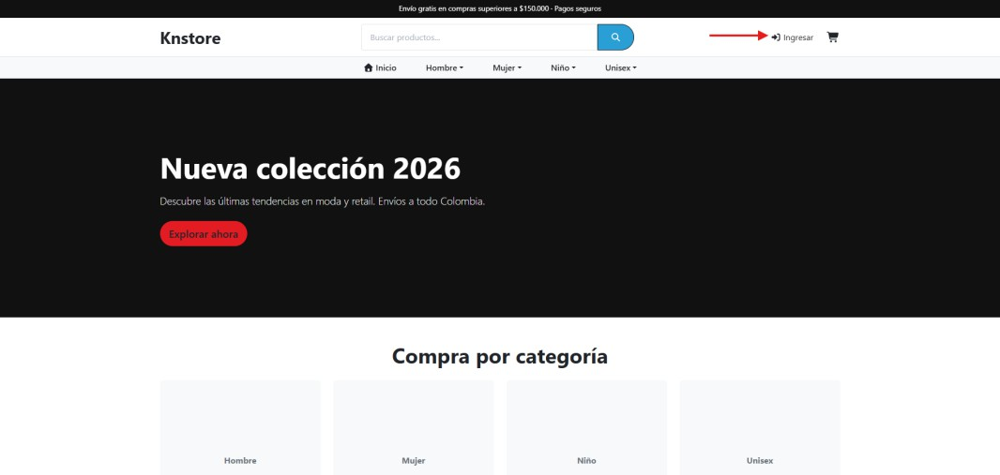 Envío gratis en compras superiores a $150.000 - Pagos seguros
Knstore
Buscar productos...
Ingresar
Inicio
Hombre
Mujer
Niño
Unisex
Nueva colección 2026
Descubre las últimas tendencias en moda y retail. Envíos a todo Colombia.
Explorar ahora
Compra por categoría
Hombre
Mujer
Niño
Unisex